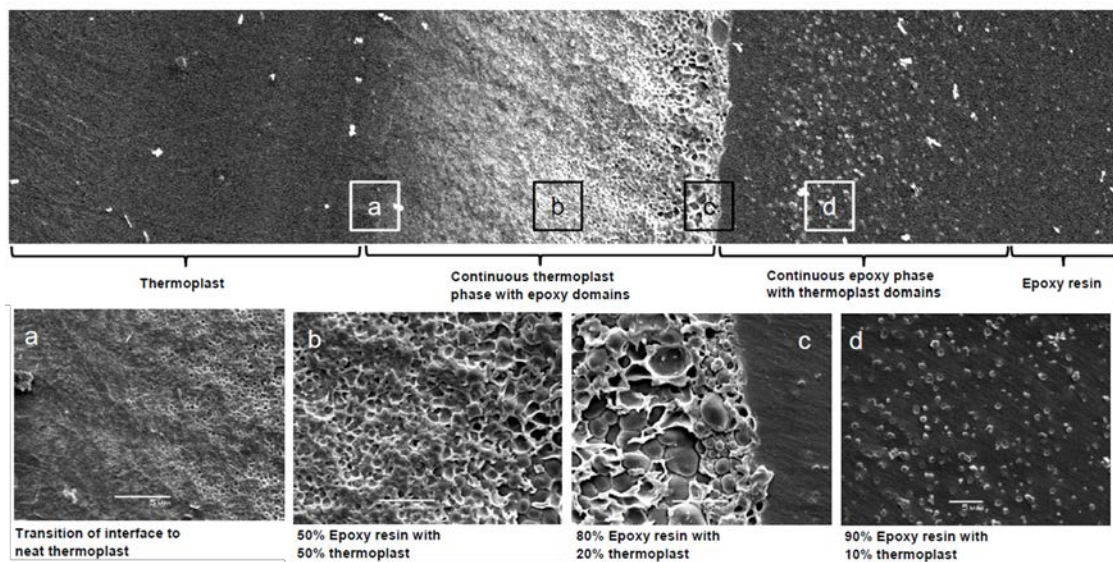 a
b
c
d
Thermoplast
Continuous thermoplast
phase with epoxy domains
Continuous epoxy phase
with thermoplast domains
Epoxy resin
a
b
c
d
Transition of interface to
neat thermoplast
50% Epoxy resin with
50% thermoplast
80% Epoxy resin with
20% thermoplast
90% Epoxy resin with
10% thermoplast